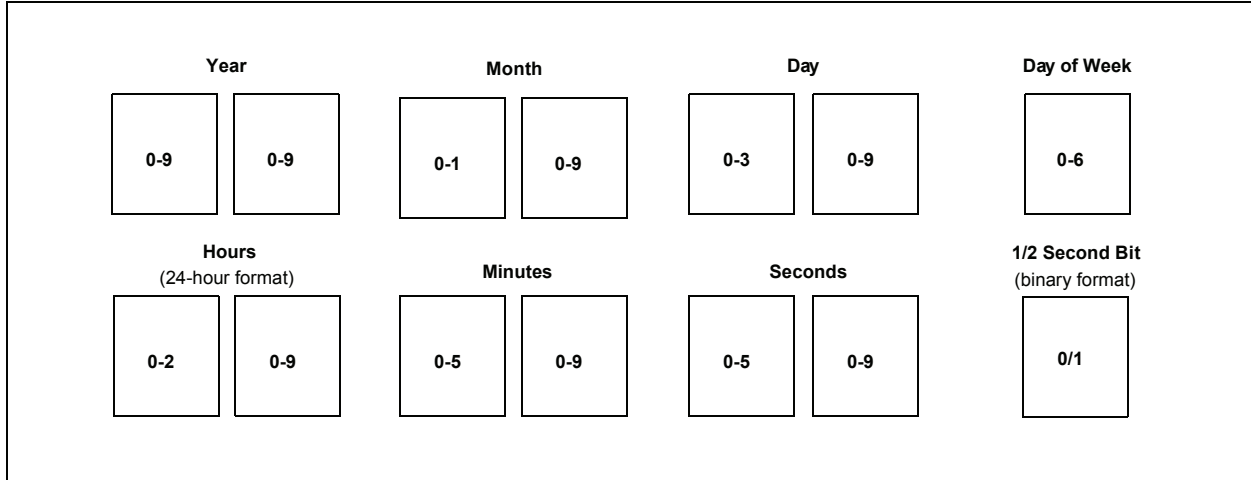 Year
Month
Day
Day of Week
0-9
0-9
0-1
0-9
0-3
0-9
0-6
Hours
(24-hour format)
Minutes
Seconds
1/2 Second Bit
(binary format)
0-2
0-9
0-5
0-9
0-5
0-9
0/1